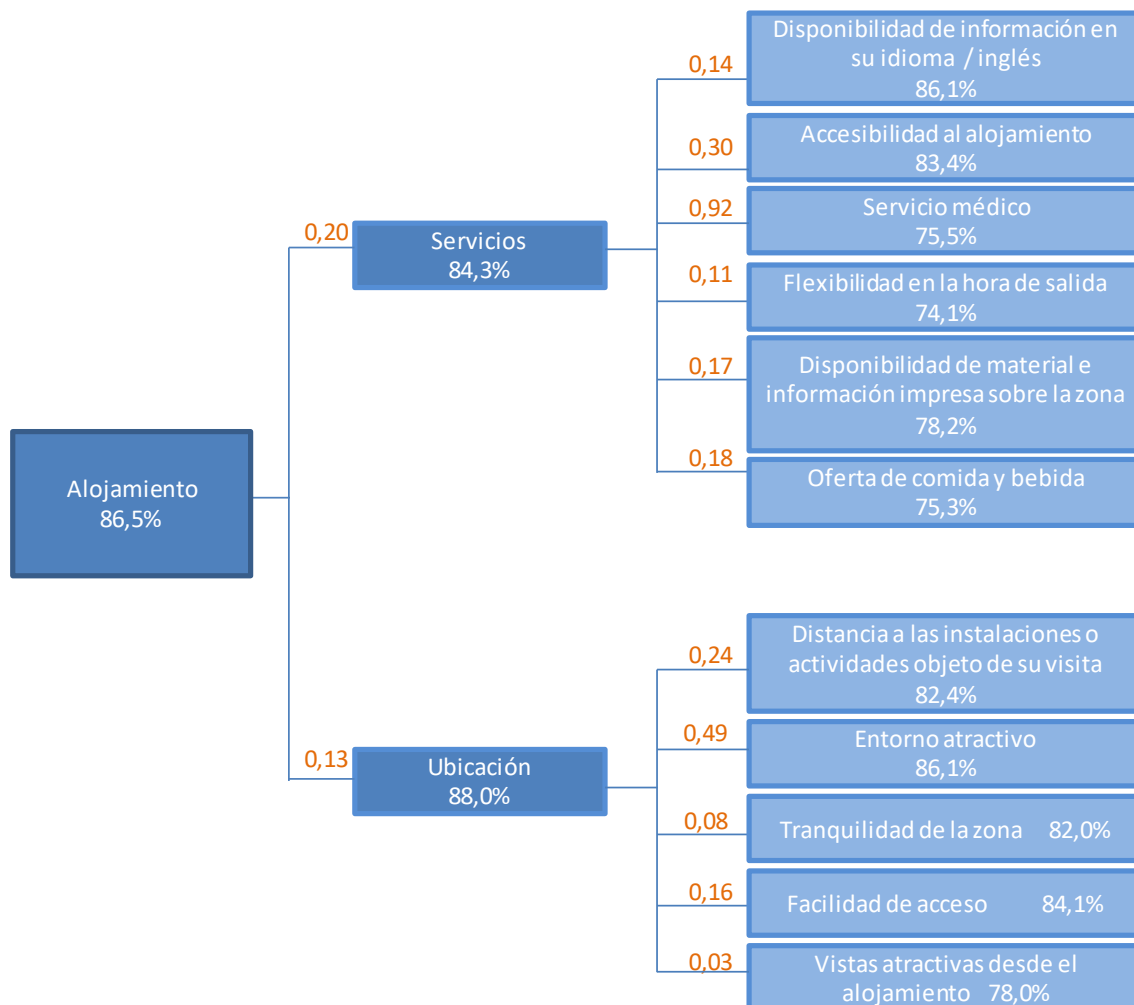 Disponibilidad de información en
su idioma / inglés
86,1%
0,14
Accesibilidad al alojamiento
83,4%
0,30
Servicio médico
75,5%
0,92
0,20
Servicios
84,3%
Flexibilidad en la hora de salida
74,1%
0,11
Disponibilidad de material e
información impresa sobre la zona
78,2%
0,17
Oferta de comida y bebida
75,3%
0,18
Alojamiento
86,5%
Distancia a las instalaciones o
actividades objeto de su visita
82,4%
0,24
Entorno atractivo
86,1%
0,49
0,13
Ubicación
88,0%
Tranquilidad de la zona 82,0%
0,08
Facilidad de acceso 84,1%
0,16
Vistas atractivas desde el
alojamiento 78,0%
0,03